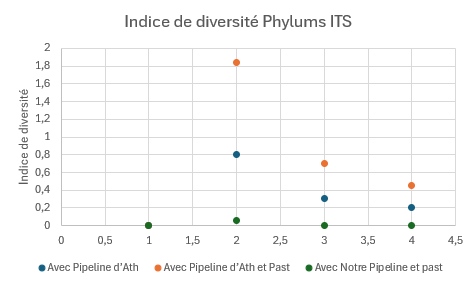 Indice de diversité Phylums ITS
2
1,8
1,6
1,4
1,2
1
0,8
0,6
0,4
0,2
0
Indice de diversité
0 0,5 1 1,5 2 2,5 3 3,5 4 4,5
Avec Pipeline d'Ath Avec Pipeline d'Ath et Past Avec Notre Pipeline et past